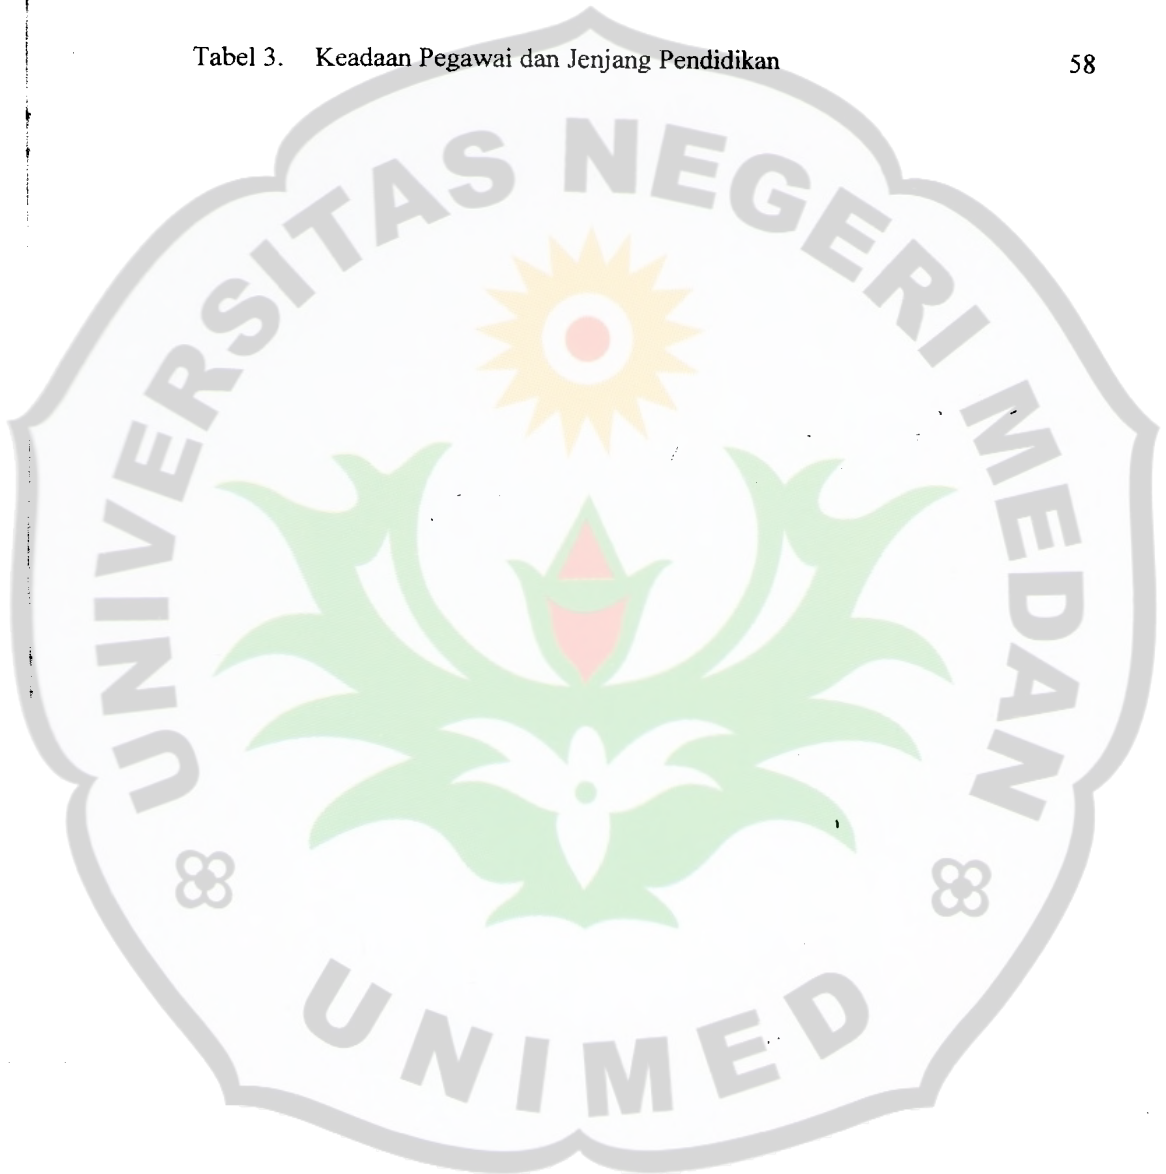 Tabel 3. Keadaan Pegawai dan Jenjang Pendidikan 58
UNIVERSITAS NEGERI MEDAN
UNIMED